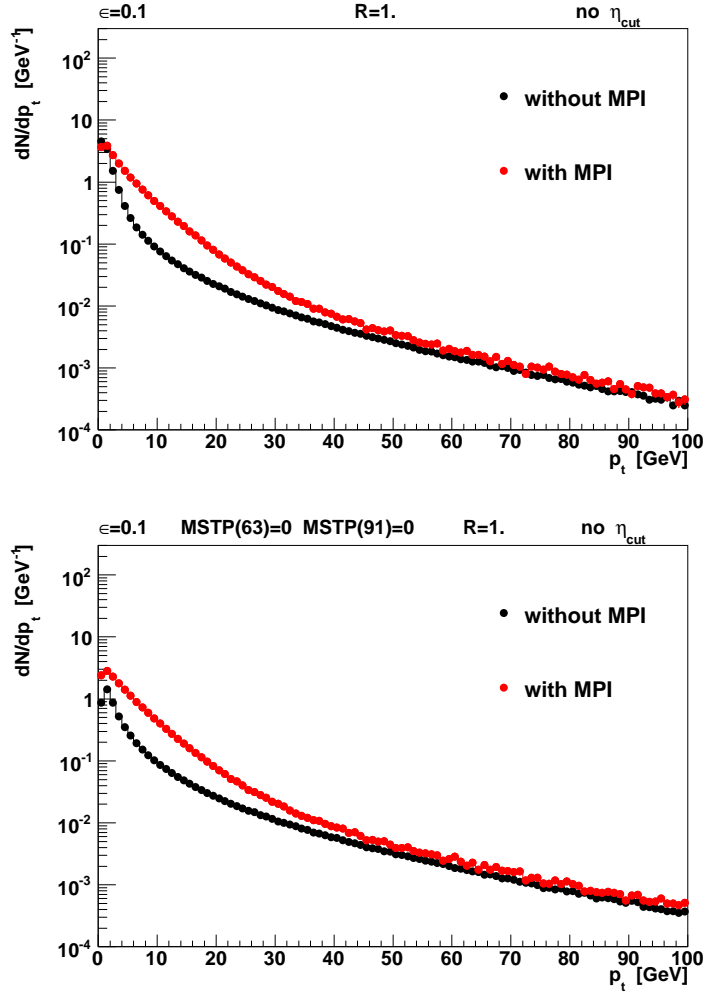 ∈=0.1 R=1. no η_cut
dN/dp_t [GeV⁻¹]
10²
10
1
10⁻¹
10⁻²
10⁻³
10⁻⁴
without MPI
with MPI
0 10 20 30 40 50 60 70 80 90 100
p_t [GeV]
∈=0.1 MSTP(63)=0 MSTP(91)=0 R=1. no η_cut
dN/dp_t [GeV⁻¹]
10²
10
1
10⁻¹
10⁻²
10⁻³
10⁻⁴
without MPI
with MPI
0 10 20 30 40 50 60 70 80 90 100
p_t [GeV]